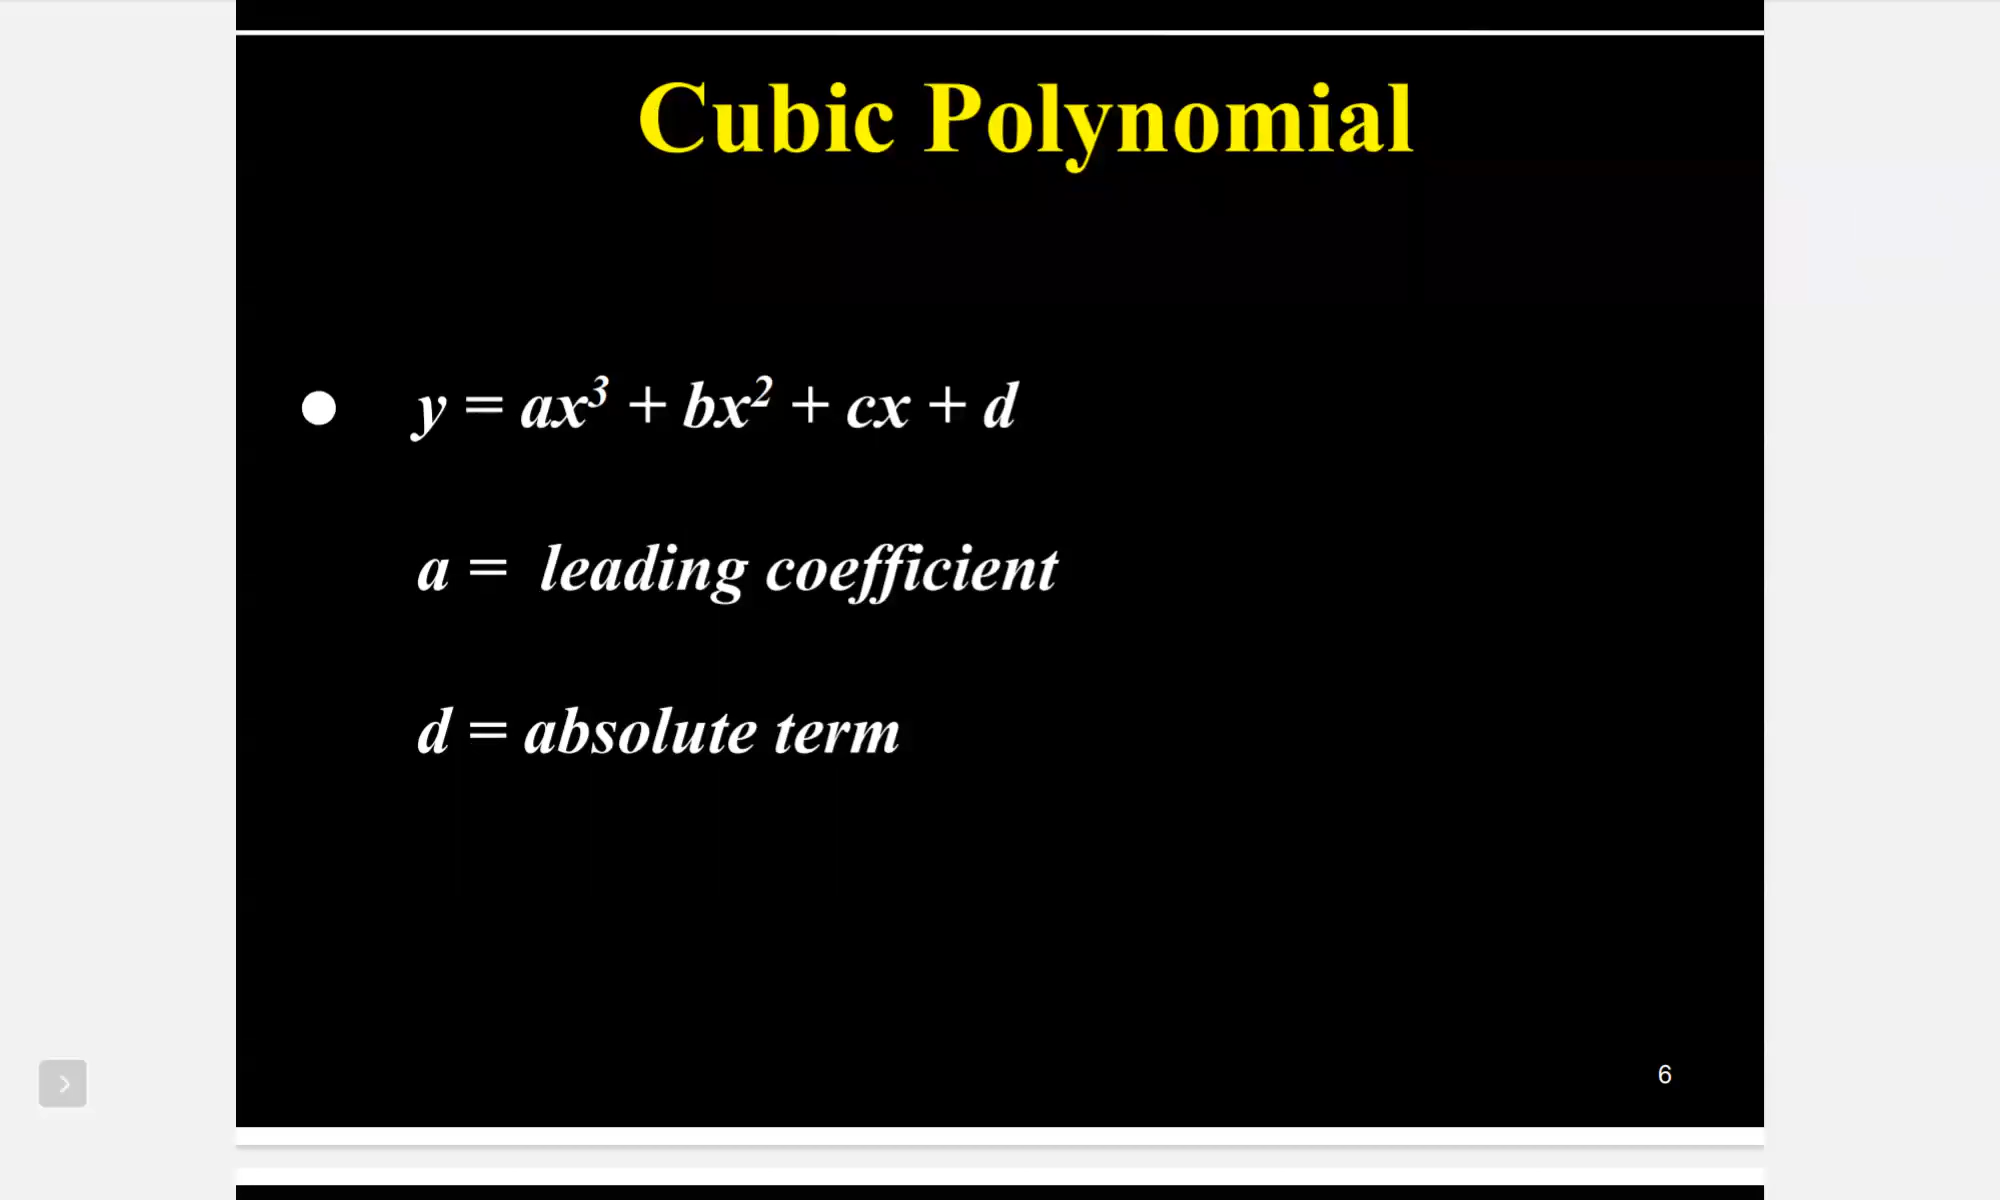 Cubic Polynomial
● y = ax³ + bx² + cx + d
a = leading coefficient
d = absolute term
6